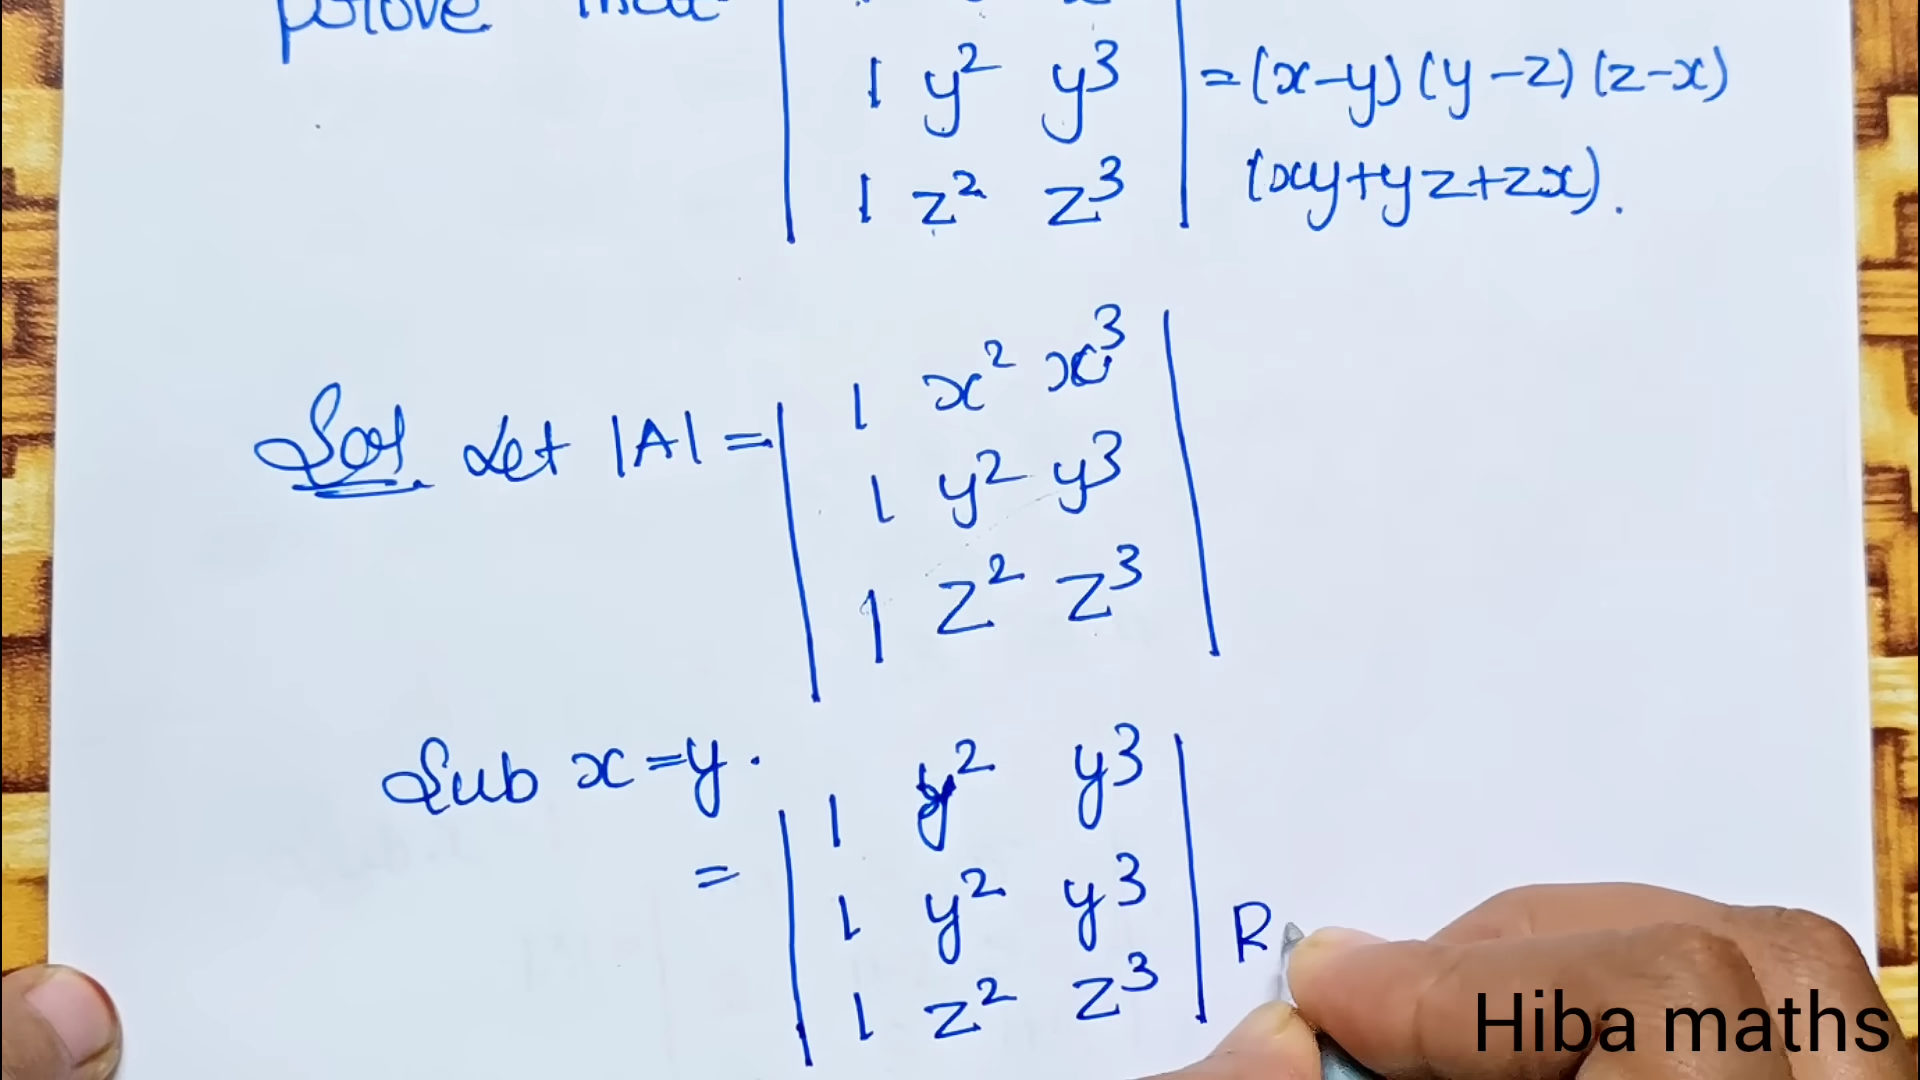 prove that
1 y² y³ = (x-y) (y-z) (z-x)
1 z² z³ (xy+yz+zx).
1 x² x³
Sol Let |A| =
1 y² y³
1 z² z³
Sub x=y.
1 y² y³
=
1 y² y³ R
1 z² z³
Hiba maths